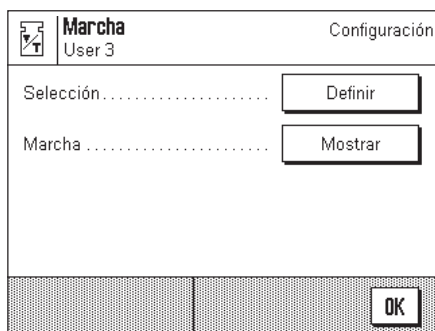 Marcha
Configuración
User 3
Selección...................... Definir
Marcha ....................... Mostrar
OK